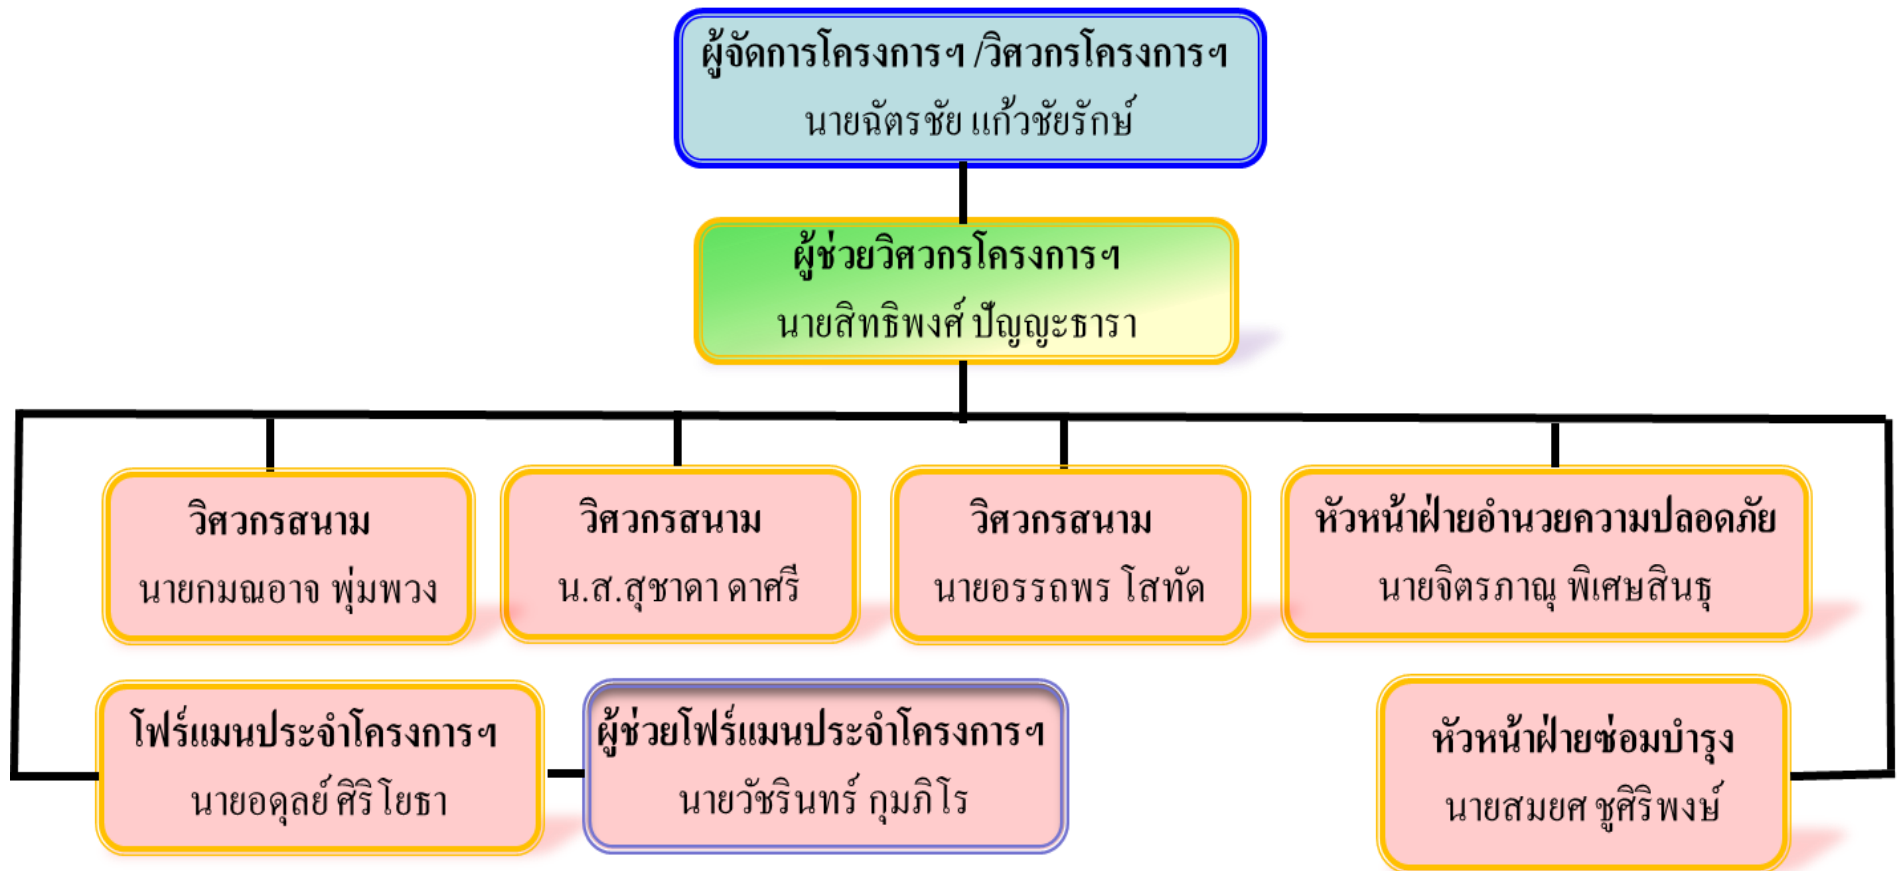 ผู้จัดการโครงการฯ /วิศวกรโครงการฯ
นายฉัตรชัย แก้วชัยรักษ์
ผู้ช่วยวิศวกรโครงการฯ
นายสิทธิพงศ์ ปัญญะธารา
วิศวกรสนาม
นายกมณอาจ พุ่มพวง
วิศวกรสนาม
น.ส.สุชาดา ดาศรี
วิศวกรสนาม
นายอรรถพร โสทัด
หัวหน้าฝ่ายอำนวยความปลอดภัย
นายจิตรภาณุ พิเศษสินธุ
โฟร์แมนประจำโครงการฯ
นายอดุลย์ ศิริโยธา
ผู้ช่วยโฟร์แมนประจำโครงการฯ
นายวัชรินทร์ กุมภิโร
หัวหน้าฝ่ายซ่อมบำรุง
นายสมยศ ชูศิริพงษ์